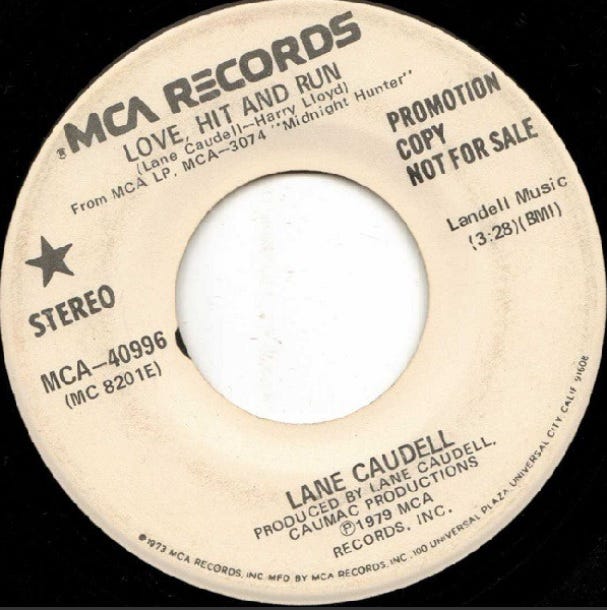 MCA RECORDS
LOVE, HIT AND RUN
(Lane Caudell—Harry Lloyd)
From MCA LP. MCA—3074 "Midnight Hunter"
PROMOTION
COPY
NOT FOR SALE
Landell Music
(3:28)(BMI)
STEREO
MCA—40996
(MC 8201E)
LANE CAUDELL
PRODUCED BY LANE CAUDELL,
CAUMAC PRODUCTIONS
Ⓟ1979 MCA
RECORDS, INC.
©1973 MCA RECORDS, INC. MFD BY MCA RECORDS, INC. 100 UNIVERSAL PLAZA, UNIVERSAL CITY, CALIF. 91608